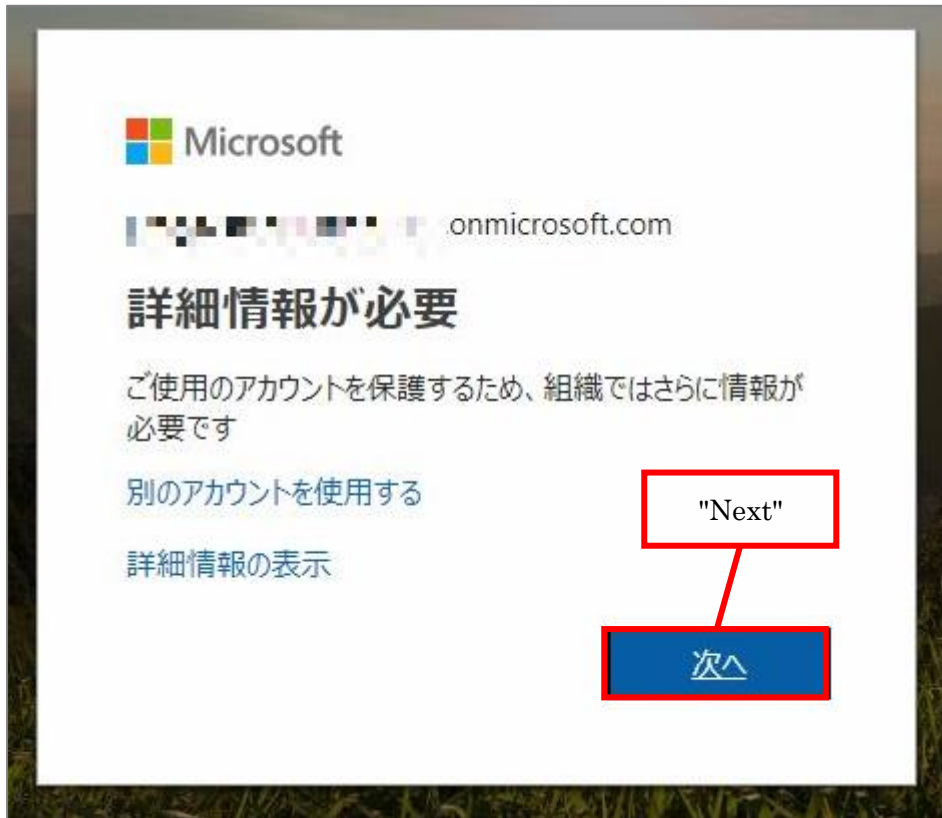 Microsoft
.onmicrosoft.com
詳細情報が必要
ご使用のアカウントを保護するため、組織ではさらに情報が
必要です
別のアカウントを使用する
"Next"
詳細情報の表示
次へ